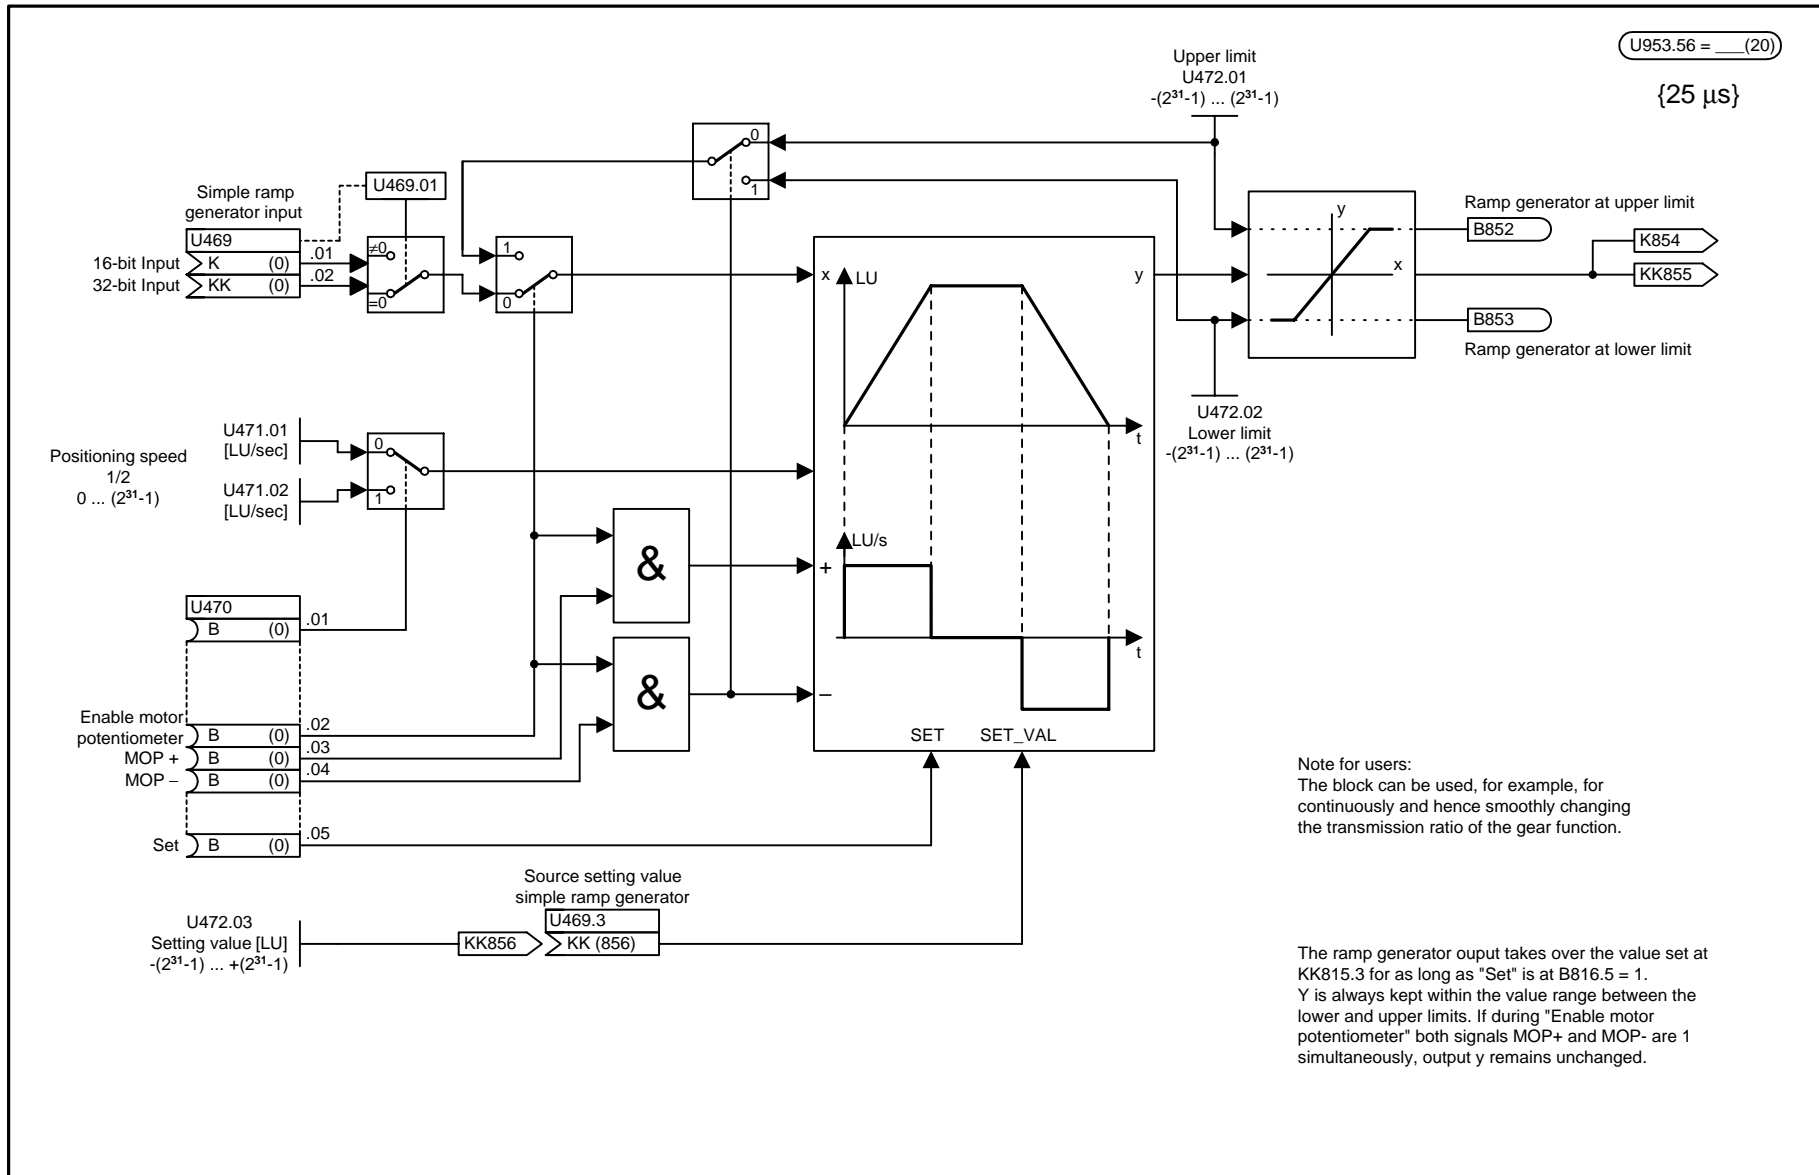 U953.56 = ___(20)
{25 µs}
Upper limit
U472.01
-(2³¹-1) ... (2³¹-1)
0
1
U469.01
Simple ramp
generator input
U469
16-bit Input
K (0)
.01
32-bit Input
KK (0)
.02
≠0
=0
1
0
x
LU
y
t
y
x
Ramp generator at upper limit
B852
K854
KK855
B853
Ramp generator at lower limit
U472.02
Lower limit
-(2³¹-1) ... (2³¹-1)
Positioning speed
1/2
0 ... (2³¹-1)
U471.01
[LU/sec]
U471.02
[LU/sec]
0
1
&
+
LU/s
t
&
–
U470
B (0)
.01
Enable motor
potentiometer
B (0)
.02
MOP +
B (0)
.03
MOP –
B (0)
.04
Set
B (0)
.05
SET
SET_VAL
Source setting value
simple ramp generator
U469.3
KK (856)
KK856
U472.03
Setting value [LU]
-(2³¹-1) ... +(2³¹-1)
Note for users:
The block can be used, for example, for
continuously and hence smoothly changing
the transmission ratio of the gear function.
The ramp generator ouput takes over the value set at
KK815.3 for as long as "Set" is at B816.5 = 1.
Y is always kept within the value range between the
lower and upper limits. If during "Enable motor
potentiometer" both signals MOP+ and MOP- are 1
simultaneously, output y remains unchanged.